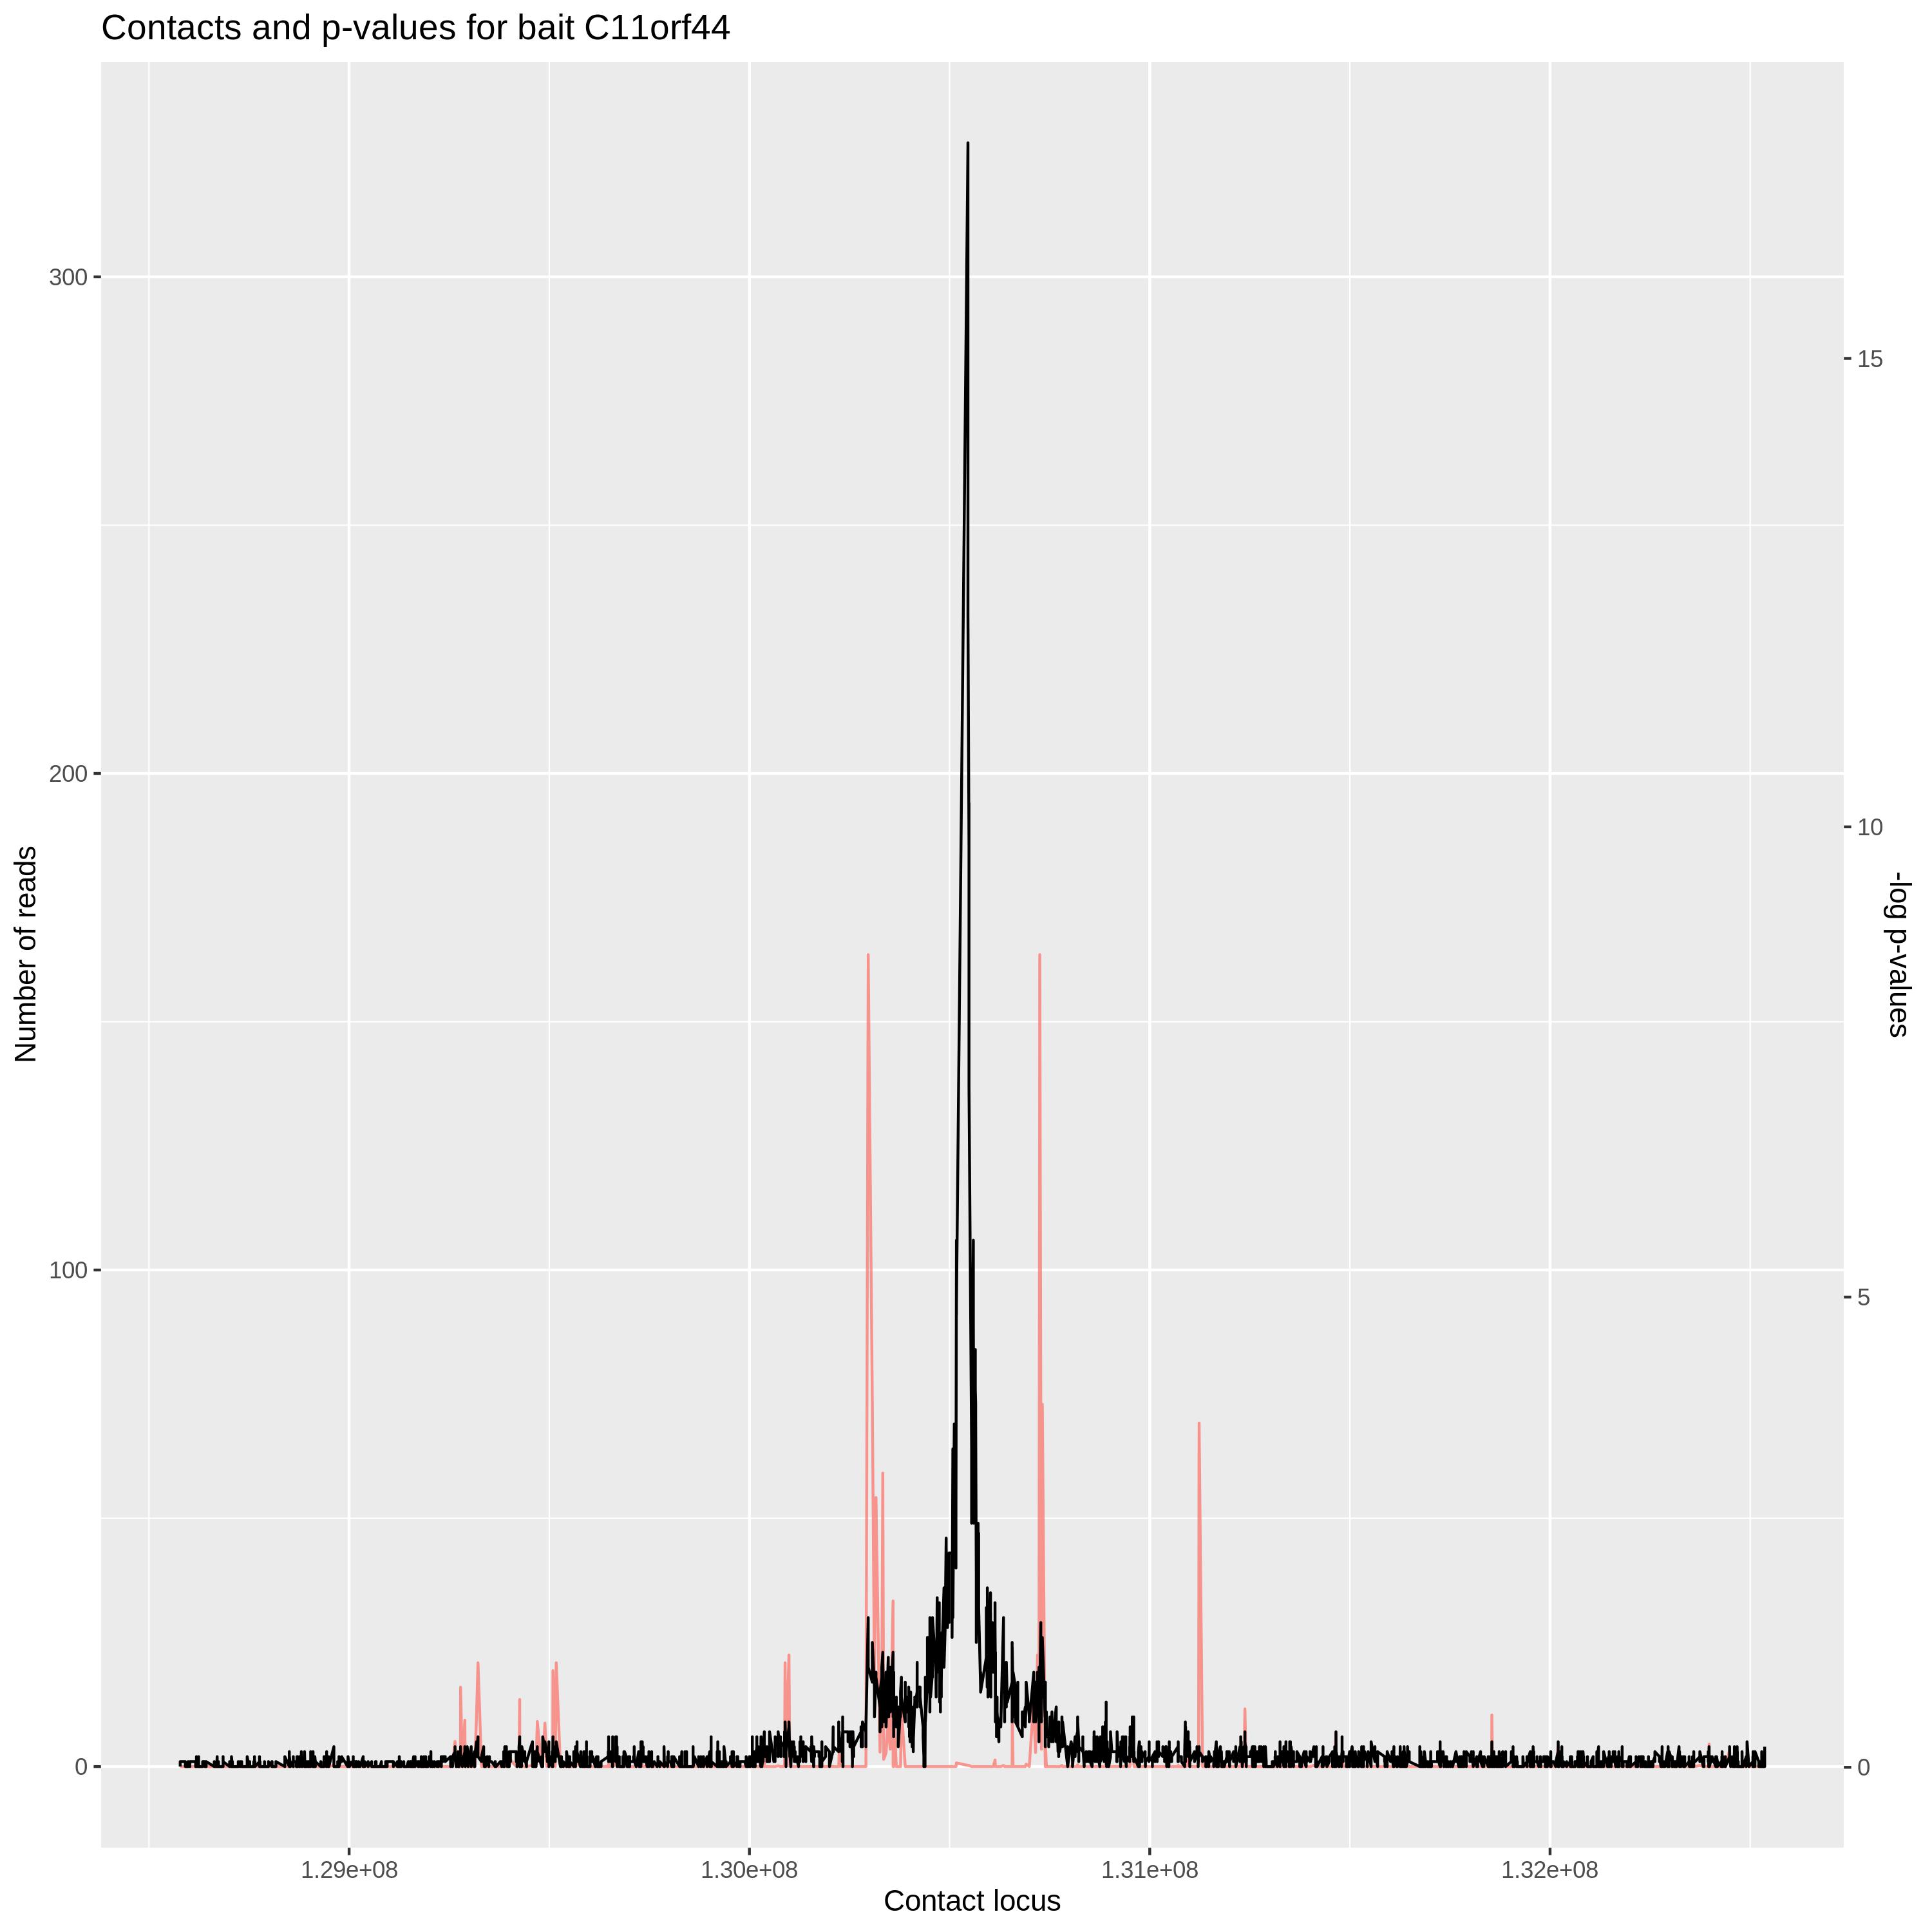 Contacts and p-values for bait C11orf44
300
200
100
0
Number of reads
15
10
5
0
-log p-values
1.29e+08
1.30e+08
1.31e+08
1.32e+08
Contact locus